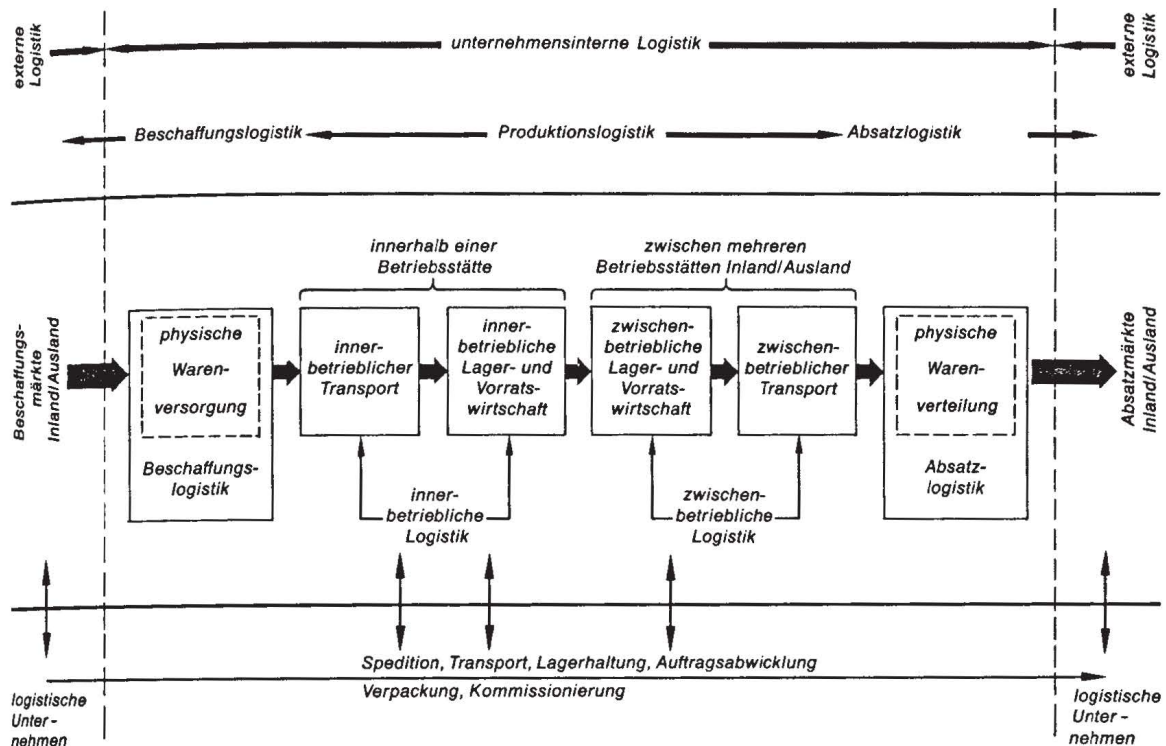 externe
Logistik
unternehmensinterne Logistik
externe
Logistik
Beschaffungslogistik
Produktionslogistik
Absatzlogistik
innerhalb einer
Betriebsstätte
zwischen mehreren
Betriebsstätten Inland/Ausland
Beschaffungs-
märkte
Inland/Ausland
physische
Waren-
versorgung
Beschaffungs-
logistik
inner-
betrieblicher
Transport
inner-
betriebliche
Lager- und
Vorrats-
wirtschaft
zwischen-
betriebliche
Lager- und
Vorrats-
wirtschaft
zwischen-
betrieblicher
Transport
physische
Waren-
verteilung
Absatz-
logistik
Absatzmärkte
Inland/Ausland
inner-
betriebliche
Logistik
zwischen-
betriebliche
Logistik
Spedition, Transport, Lagerhaltung, Auftragsabwicklung
Verpackung, Kommissionierung
logistische
Unter-
nehmen
logistische
Unter-
nehmen